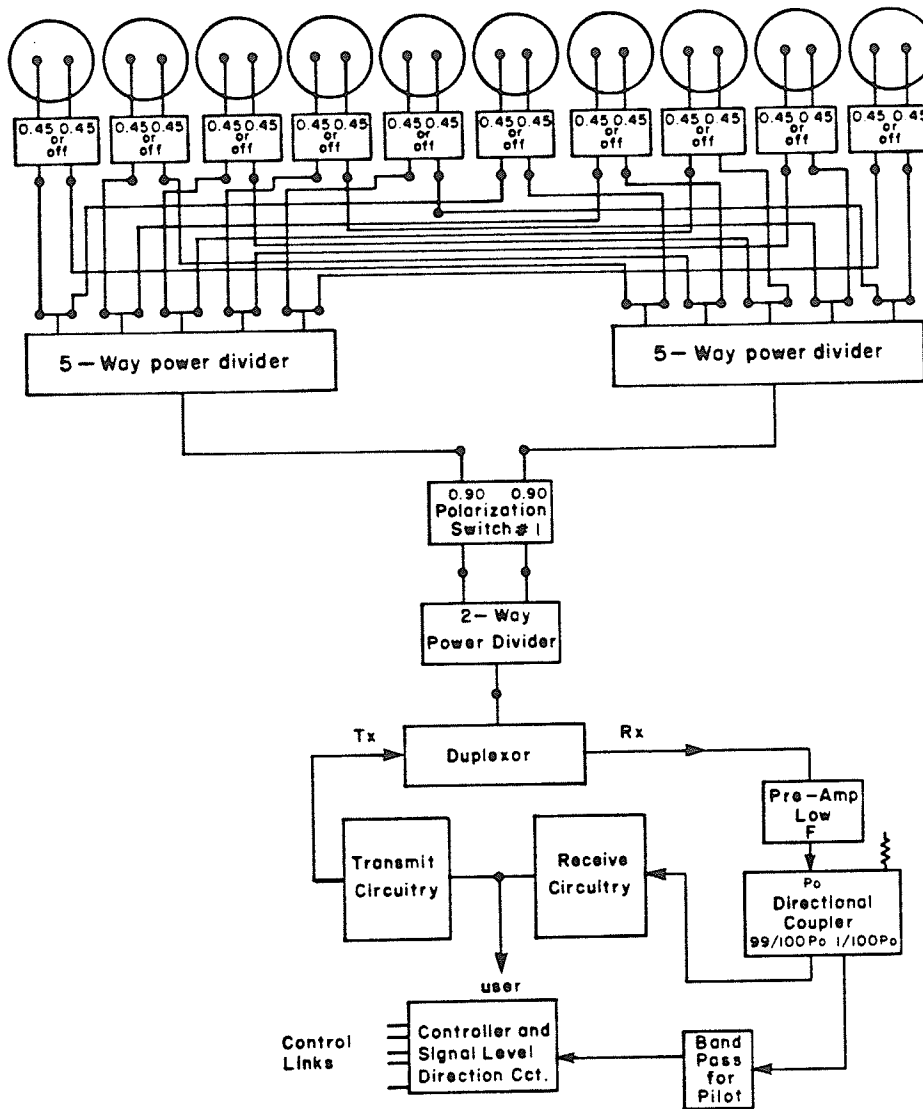 0.45 0.45 or off
0.45 0.45 or off
0.45 0.45 or off
0.45 0.45 or off
0.45 0.45 or off
0.45 0.45 or off
0.45 0.45 or off
0.45 0.45 or off
0.45 0.45 or off
0.45 0.45 or off
5-Way power divider
5-Way power divider
0.90 0.90
Polarization
Switch # 1
2-Way
Power Divider
Tx
Duplexor
Rx
Pre-Amp
Low
F
Transmit
Circuitry
Receive
Circuitry
Po
Directional
Coupler
99/100Po 1/100Po
user
Control
Links
Controller and
Signal Level
Direction Cct.
Band
Pass
for
Pilot